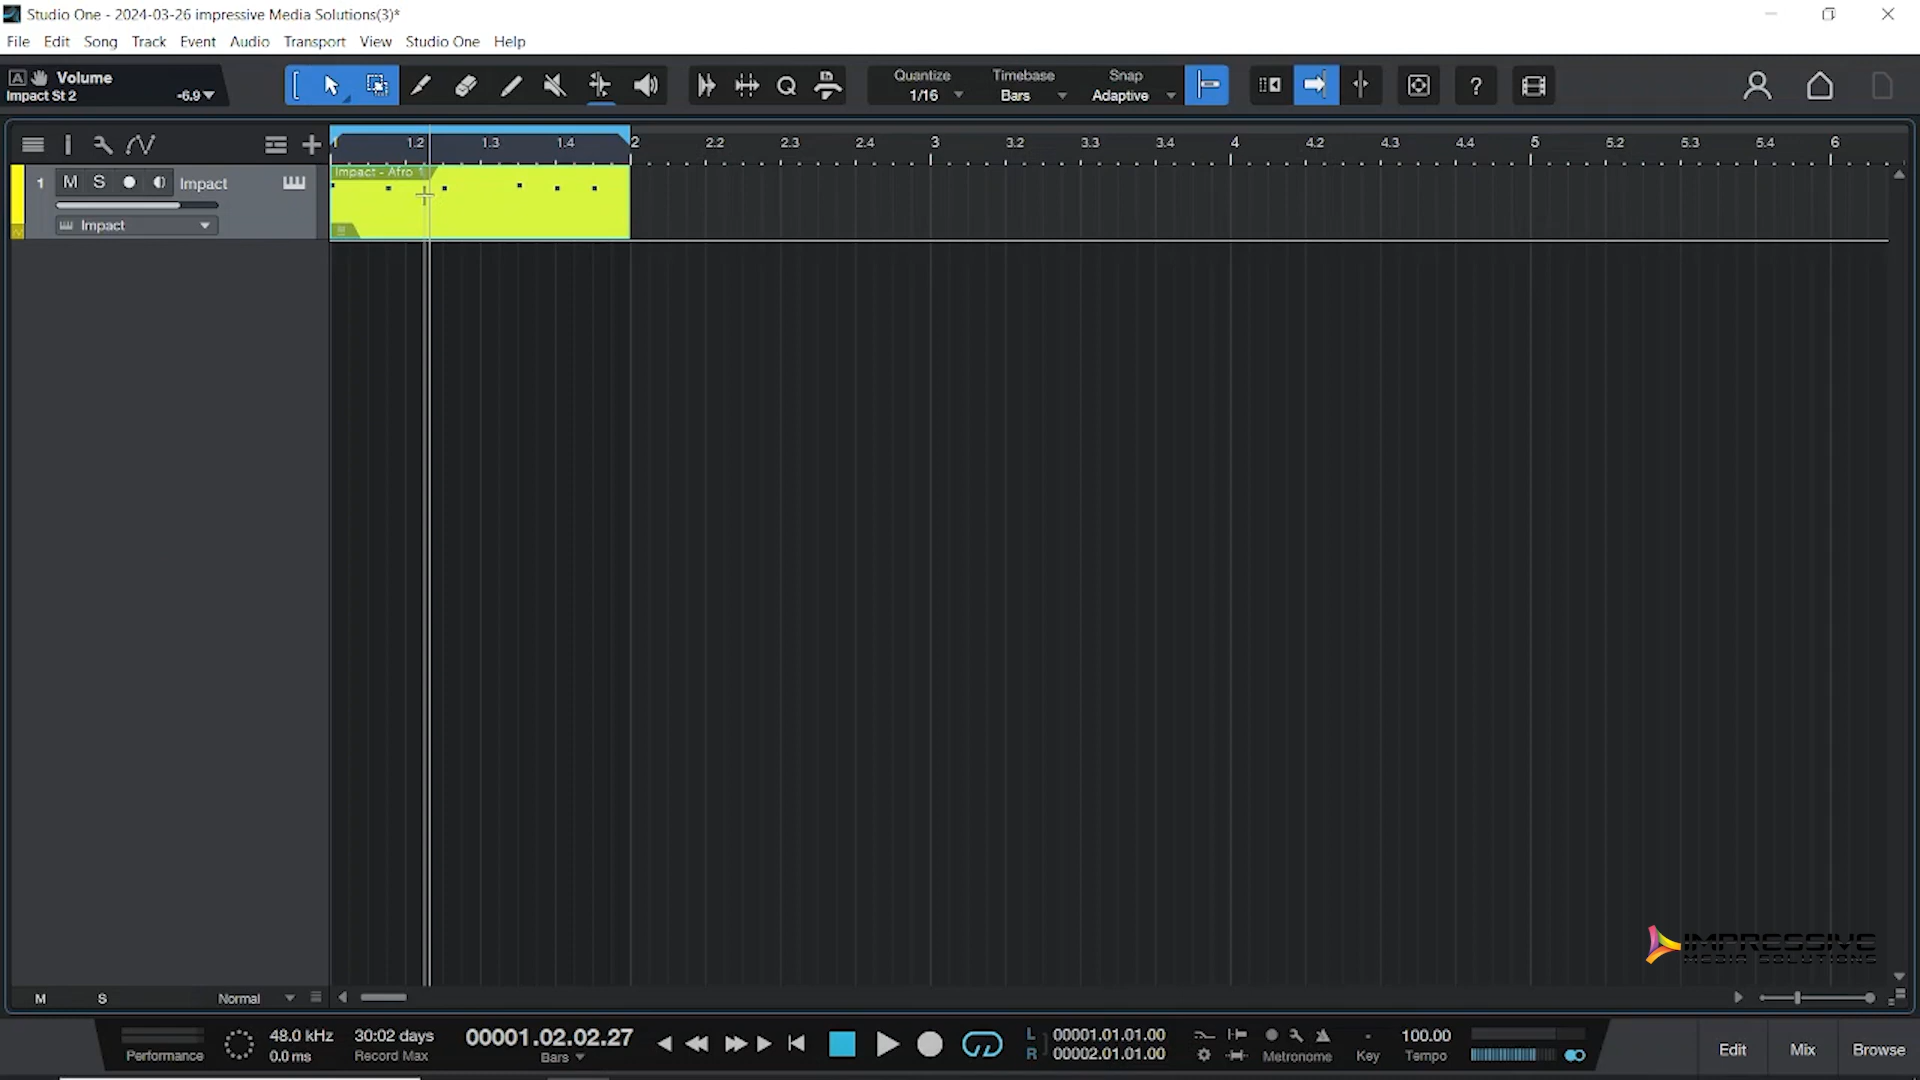 Studio One - 2024-03-26 impressive Media Solutions(3)*
File Edit Song Track Event Audio Transport View Studio One Help
A Volume
Impact St 2 -6.9
Quantize
1/16
Timebase
Bars
Snap
Adaptive
Q
?
1 1.2 1.3 1.4 2 2.2 2.3 2.4 3 3.2 3.3 3.4 4 4.2 4.3 4.4 5 5.2 5.3 5.4 6
1 M S Impact
Impact
Impact - Afro 1
M S Normal
Performance
48.0 kHz
0.0 ms
30:02 days
Record Max
00001.02.02.27
Bars
L 00001.01.01.00
R 00002.01.01.00
Metronome
-
Key
100.00
Tempo
Edit Mix Browse
IMPRESSIVE
MEDIA SOLUTIONS